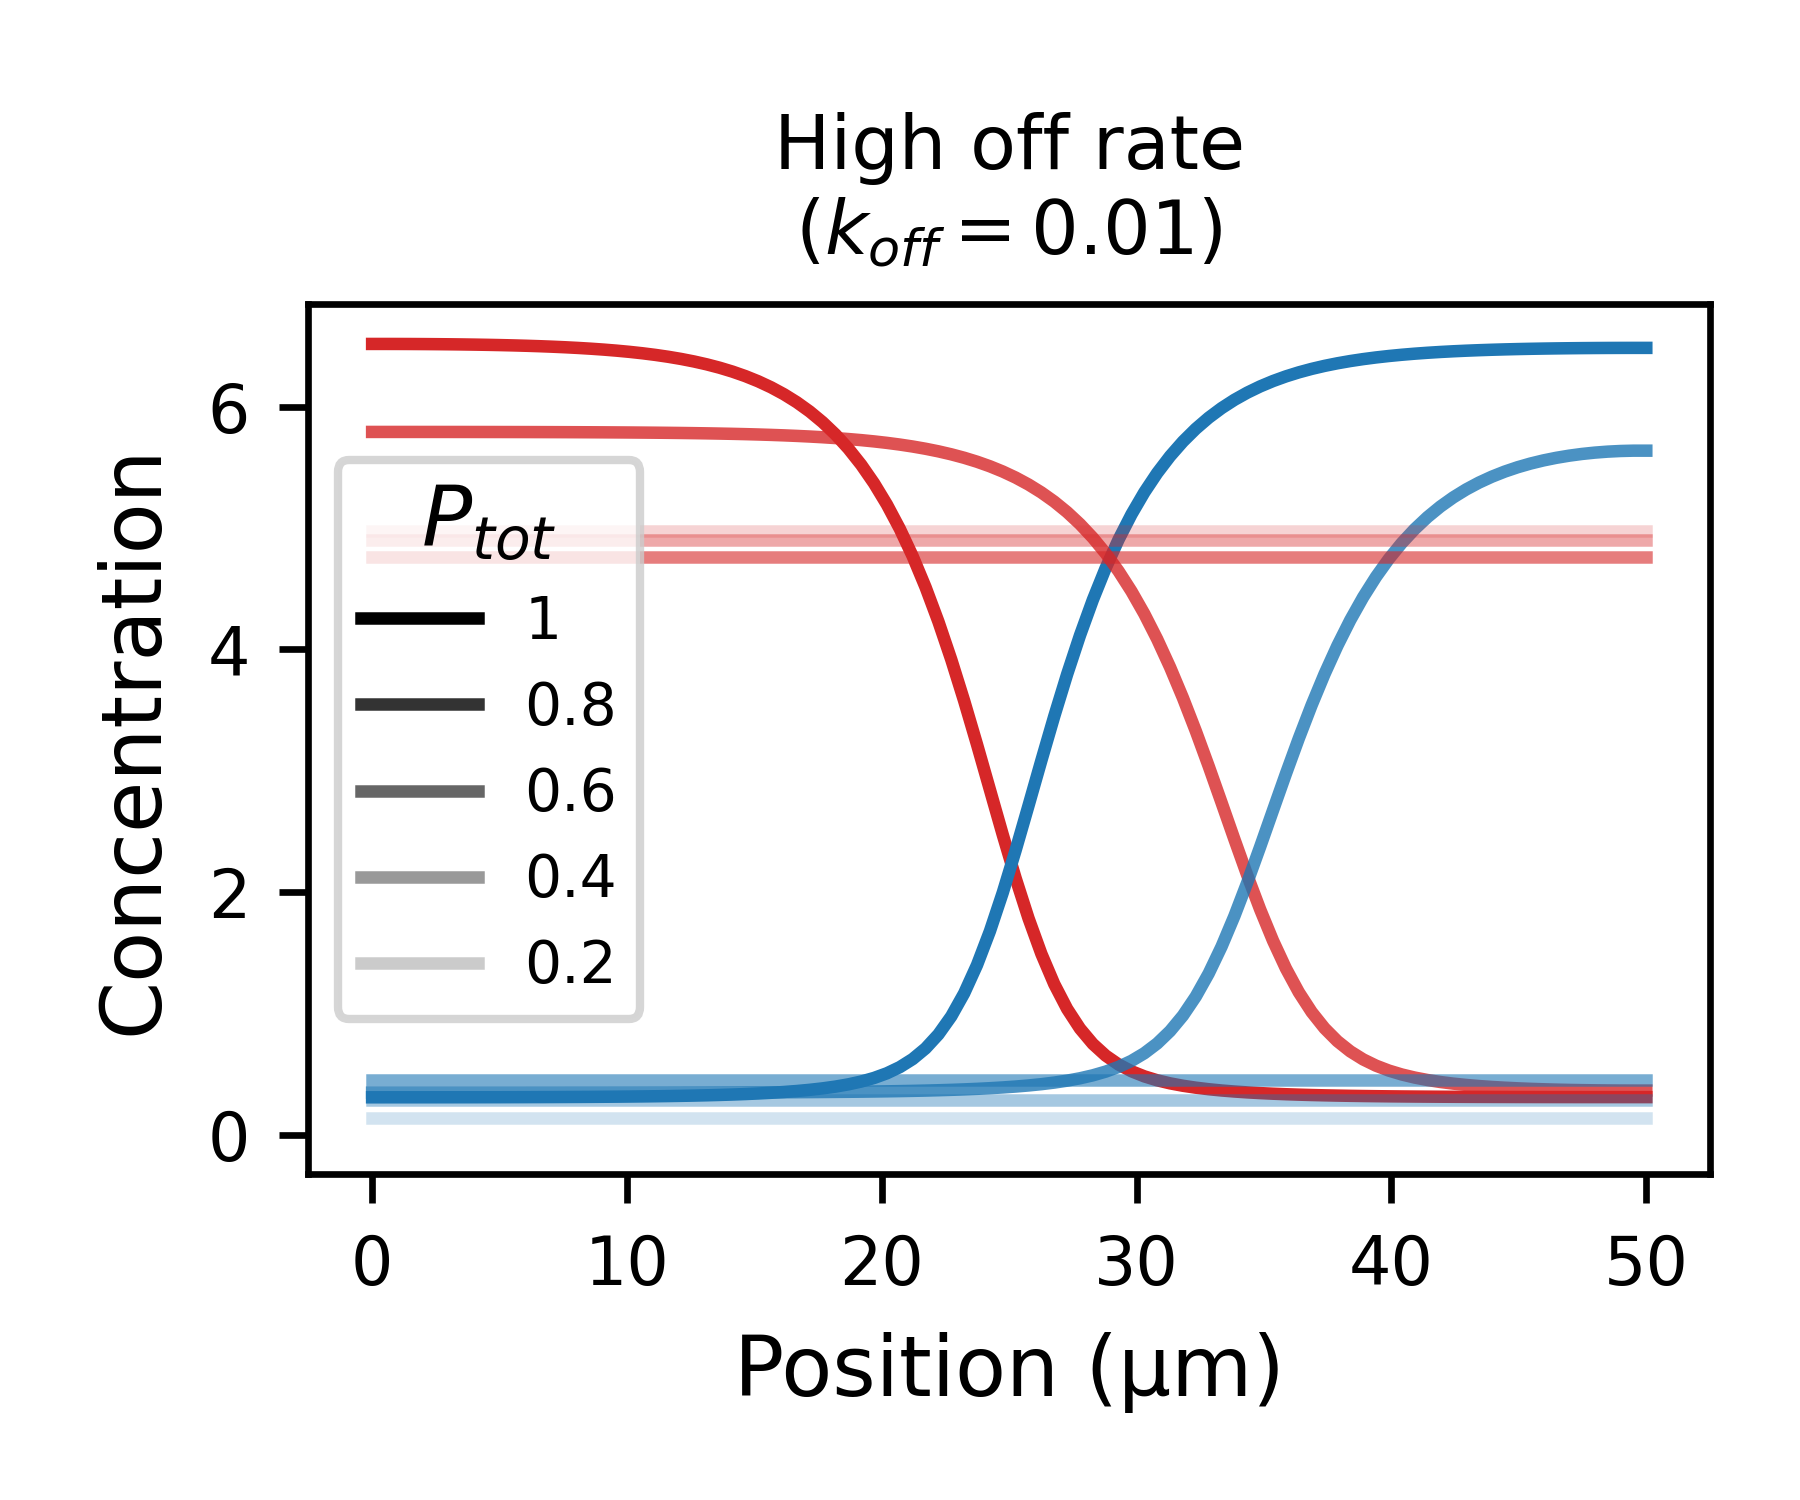 High off rate
(k_off = 0.01)
Concentration
6
4
2
0
P_tot
1
0.8
0.6
0.4
0.2
0 10 20 30 40 50
Position (µm)